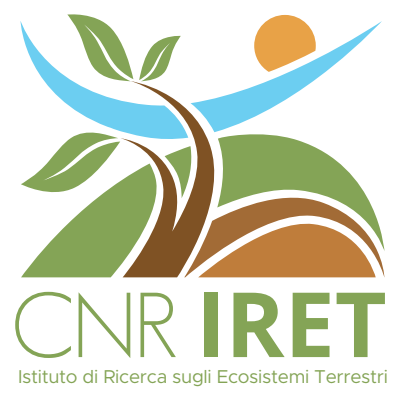 CNR IRET
Istituto di Ricerca sugli Ecosistemi Terrestri